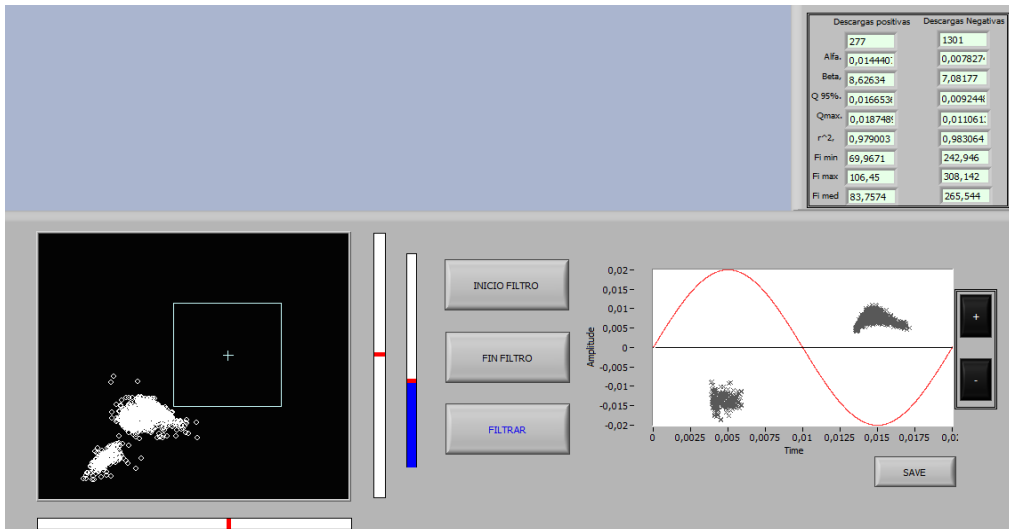 Descargas positivas Descargas Negativas
277 1301
Alfa. 0,014440 0,007827
Beta, 8,62634 7,08177
Q 95%. 0,016653 0,009244
Qmax. 0,018748 0,011061
r^2, 0,979003 0,983064
Fi min 69,9671 242,946
Fi max 106,45 308,142
Fi med 83,7574 265,544
INICIO FILTRO
FIN FILTRO
FILTRAR
Amplitude
0,02
0,015
0,01
0,005
0
-0,005
-0,01
-0,015
-0,02
0 0,0025 0,005 0,0075 0,01 0,0125 0,015 0,0175 0,0
Time
+
-
SAVE